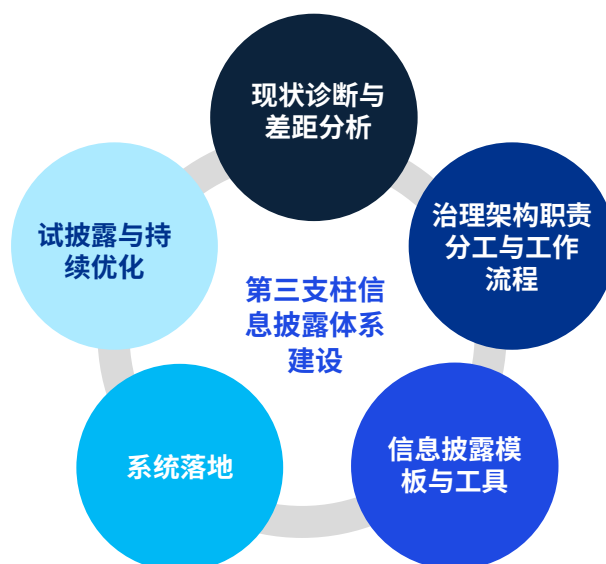 现状诊断与
差距分析
治理架构职责
分工与工作
流程
信息披露模
板与工具
系统落地
试披露与持
续优化
第三支柱信
息披露体系
建设